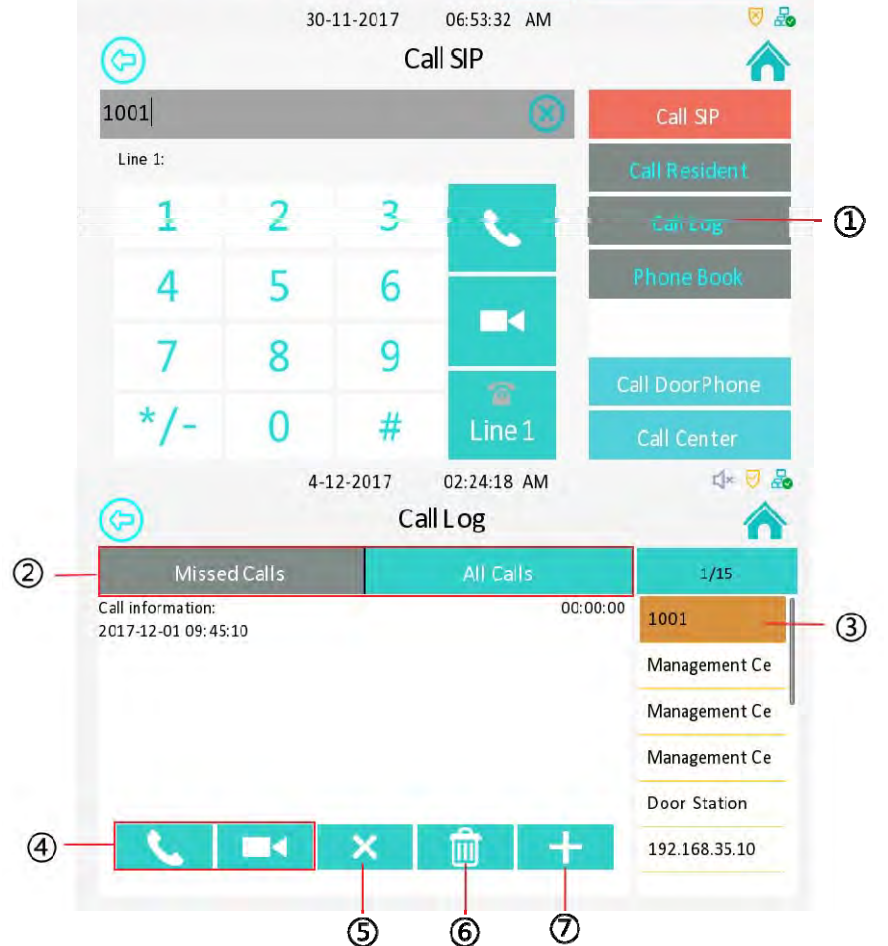 30-11-2017 06:53:32 AM
Call SIP
1001
Call SIP
Line 1:
Call Resident
1 2 3
Call Log
①
4 5 6
Phone Book
7 8 9
Call DoorPhone
*/- 0 #
Line 1
Call Center
4-12-2017 02:24:18 AM
Call Log
②
Missed Calls
All Calls
1/15
Call information:
00:00:00
2017-12-01 09:45:10
1001
③
Management Ce
Management Ce
Management Ce
Door Station
④
192.168.35.10
⑤ ⑥ ⑦